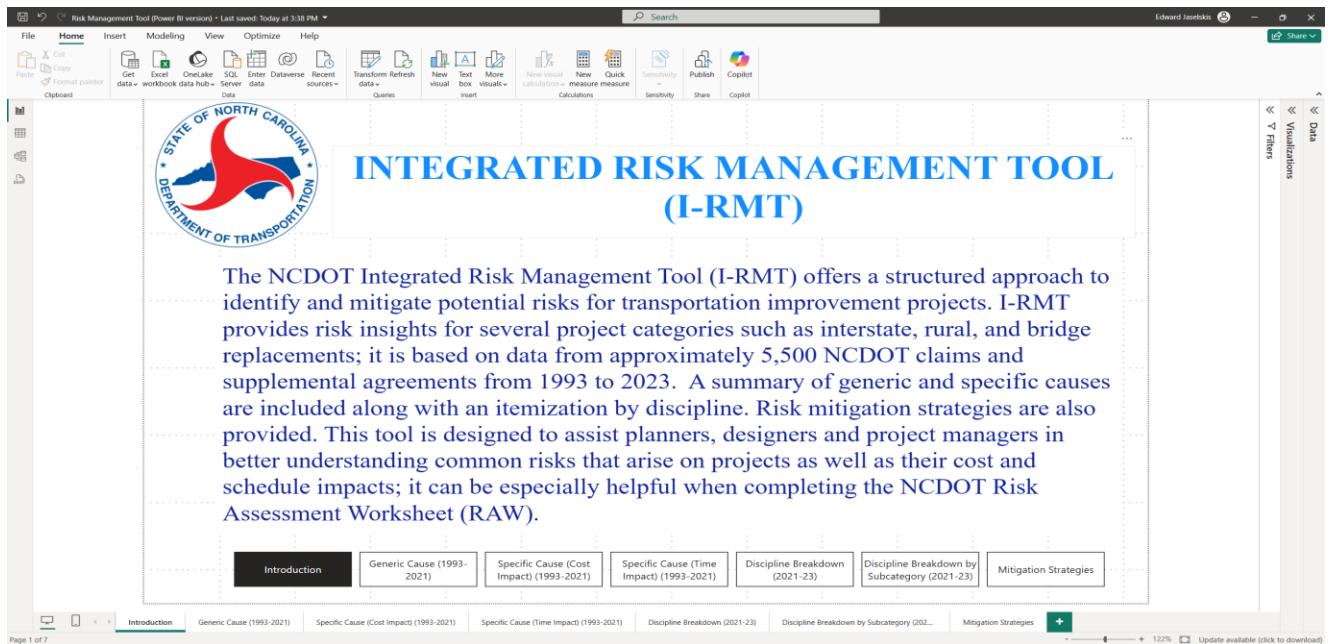 Risk Management Tool (Power BI version) • Last saved: Today at 3:38 PM
Search
Edward Jaselskis
File Home Insert Modeling View Optimize Help
Share
Paste
Cut
Copy
Format painter
Get data
Excel workbook
OneLake data hub
SQL Server
Enter data
Dataverse
Recent sources
Transform data
Refresh
New visual
Text box
More visuals
New visual calculation
New measure
Quick measure
Sensitivity
Publish
Copilot
Clipboard
Data
Queries
Insert
Calculations
Sensitivity
Share
Copilot
Filters
Visualizations
Data
STATE OF NORTH CAROLINA
DEPARTMENT OF TRANSPORTATION
INTEGRATED RISK MANAGEMENT TOOL
(I-RMT)
The NCDOT Integrated Risk Management Tool (I-RMT) offers a structured approach to
identify and mitigate potential risks for transportation improvement projects. I-RMT
provides risk insights for several project categories such as interstate, rural, and bridge
replacements; it is based on data from approximately 5,500 NCDOT claims and
supplemental agreements from 1993 to 2023. A summary of generic and specific causes
are included along with an itemization by discipline. Risk mitigation strategies are also
provided. This tool is designed to assist planners, designers and project managers in
better understanding common risks that arise on projects as well as their cost and
schedule impacts; it can be especially helpful when completing the NCDOT Risk
Assessment Worksheet (RAW).
Introduction
Generic Cause (1993-
2021)
Specific Cause (Cost
Impact) (1993-2021)
Specific Cause (Time
Impact) (1993-2021)
Discipline Breakdown
(2021-23)
Discipline Breakdown by
Subcategory (2021-23)
Mitigation Strategies
Introduction
Generic Cause (1993-2021)
Specific Cause (Cost Impact) (1993-2021)
Specific Cause (Time Impact) (1993-2021)
Discipline Breakdown (2021-23)
Discipline Breakdown by Subcategory (202...
Mitigation Strategies
Page 1 of 7
122%
Update available (click to download)